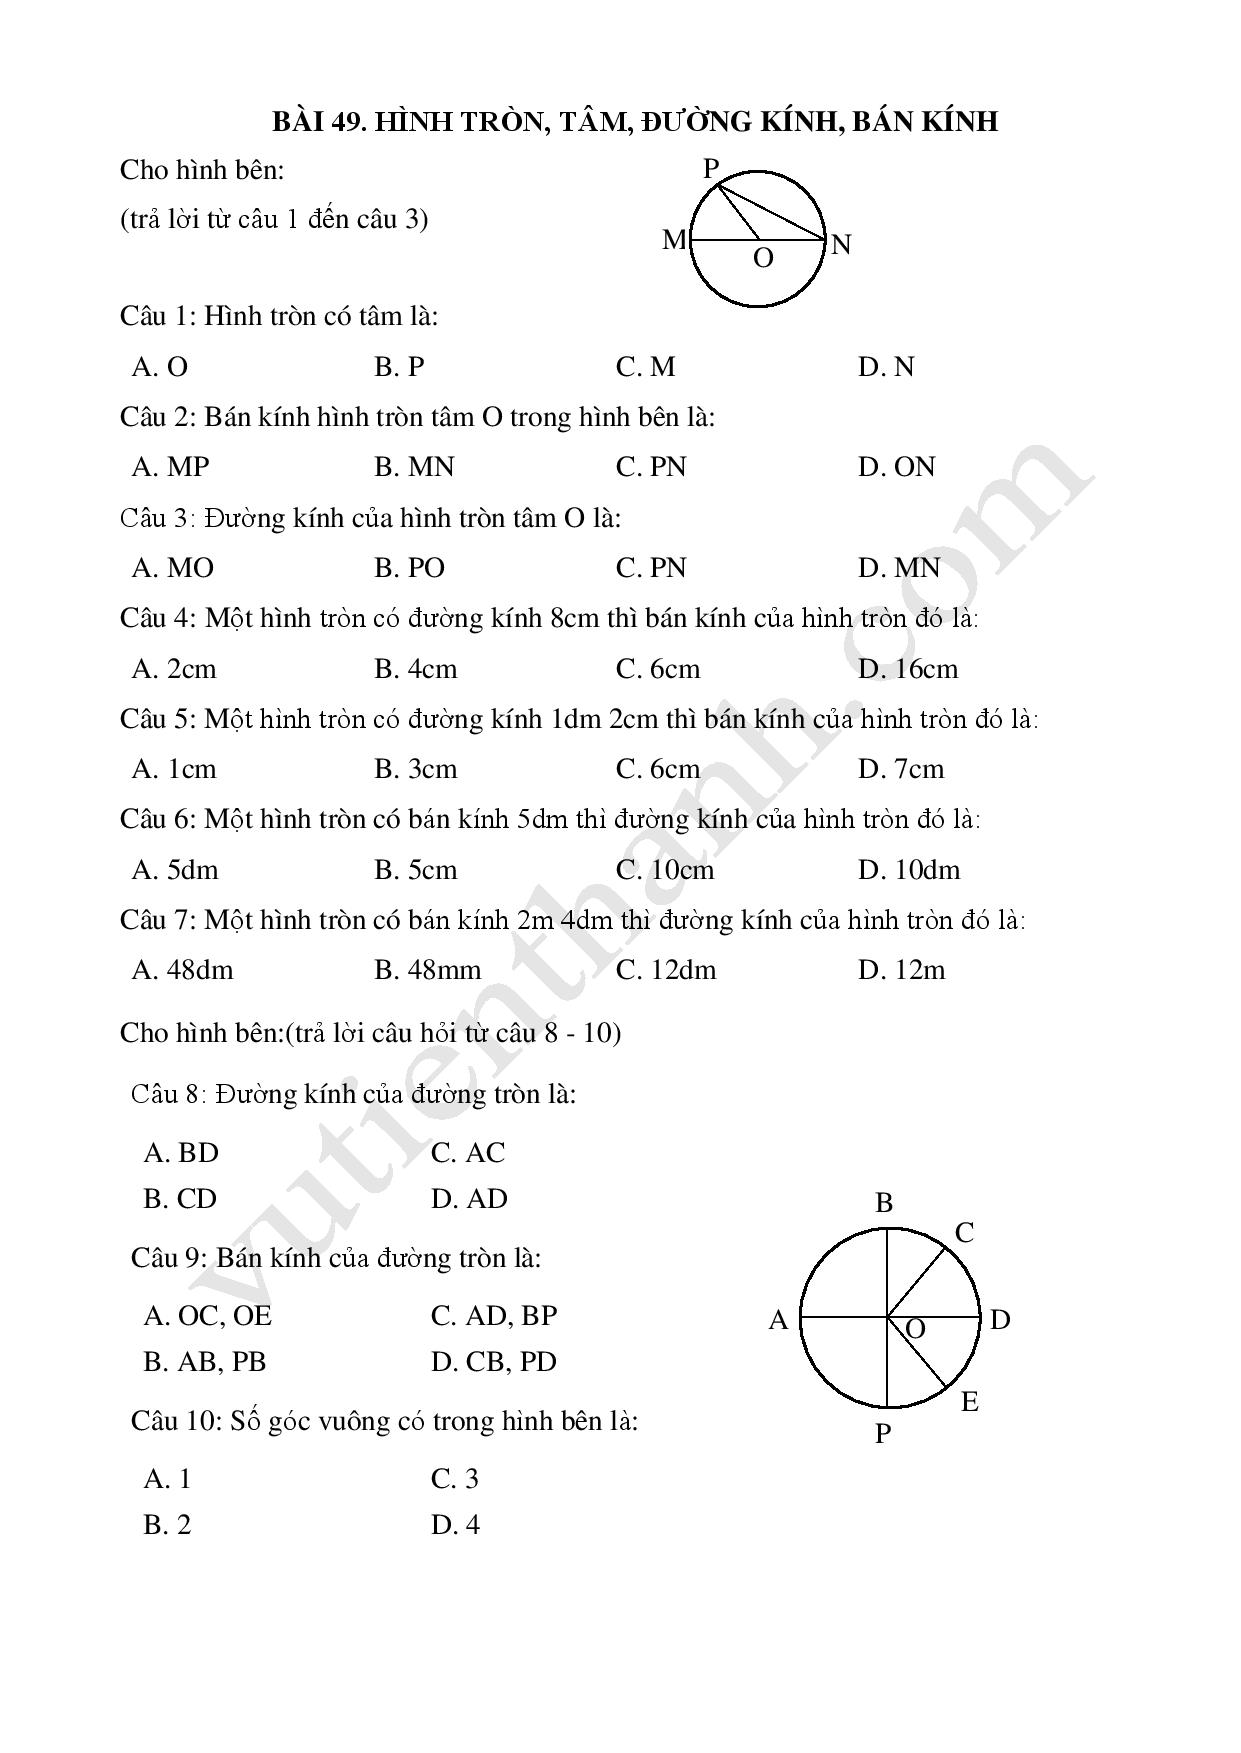 BÀI 49. HÌNH TRÒN, TÂM, ĐƯỜNG KÍNH, BÁN KÍNH
Cho hình bên:
(trả lời từ câu 1 đến câu 3)
P
M
O
N
Câu 1: Hình tròn có tâm là:
A. O B. P C. M D. N
Câu 2: Bán kính hình tròn tâm O trong hình bên là:
A. MP B. MN C. PN D. ON
Câu 3: Đường kính của hình tròn tâm O là:
A. MO B. PO C. PN D. MN
Câu 4: Một hình tròn có đường kính 8cm thì bán kính của hình tròn đó là:
A. 2cm B. 4cm C. 6cm D. 16cm
Câu 5: Một hình tròn có đường kính 1dm 2cm thì bán kính của hình tròn đó là:
A. 1cm B. 3cm C. 6cm D. 7cm
Câu 6: Một hình tròn có bán kính 5dm thì đường kính của hình tròn đó là:
A. 5dm B. 5cm C. 10cm D. 10dm
Câu 7: Một hình tròn có bán kính 2m 4dm thì đường kính của hình tròn đó là:
A. 48dm B. 48mm C. 12dm D. 12m
Cho hình bên:(trả lời câu hỏi từ câu 8 - 10)
Câu 8: Đường kính của đường tròn là:
A. BD C. AC
B. CD D. AD
Câu 9: Bán kính của đường tròn là:
A. OC, OE C. AD, BP
B. AB, PB D. CB, PD
Câu 10: Số góc vuông có trong hình bên là:
A. 1 C. 3
B. 2 D. 4
B
C
A
O
D
E
P
vutienthanh.com